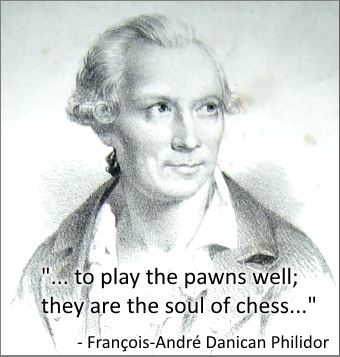 "... to play the pawns well;
they are the soul of chess..."
- François-André Danican Philidor